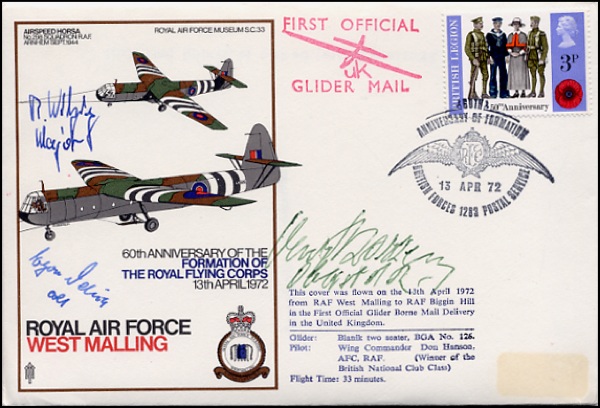 AIRSPEED HORSA
No. 298 SQUADRON R.A.F.
ARNHEM SEPT. 1944
ROYAL AIR FORCE MUSEUM S.C.33
FIRST OFFICIAL
UK
GLIDER MAIL
BRITISH LEGION
3P
50th Anniversary
60TH
ANNIVERSARY OF FORMATION
RFC
13 APR 72
BRITISH FORCES 1283 POSTAL SERVICE
60TH ANNIVERSARY OF THE
FORMATION OF
THE ROYAL FLYING CORPS
13TH APRIL 1972
ROYAL AIR FORCE
WEST MALLING
This cover was flown on the 13th April 1972
from RAF West Malling to RAF Biggin Hill
in the First Official Glider Borne Mail Delivery
in the United Kingdom.
Glider: Blanik two seater, BGA No. 126.
Pilot: Wing Commander Don Hanson,
AFC, RAF. (Winner of the
British National Club Class)
Flight Time: 33 minutes.